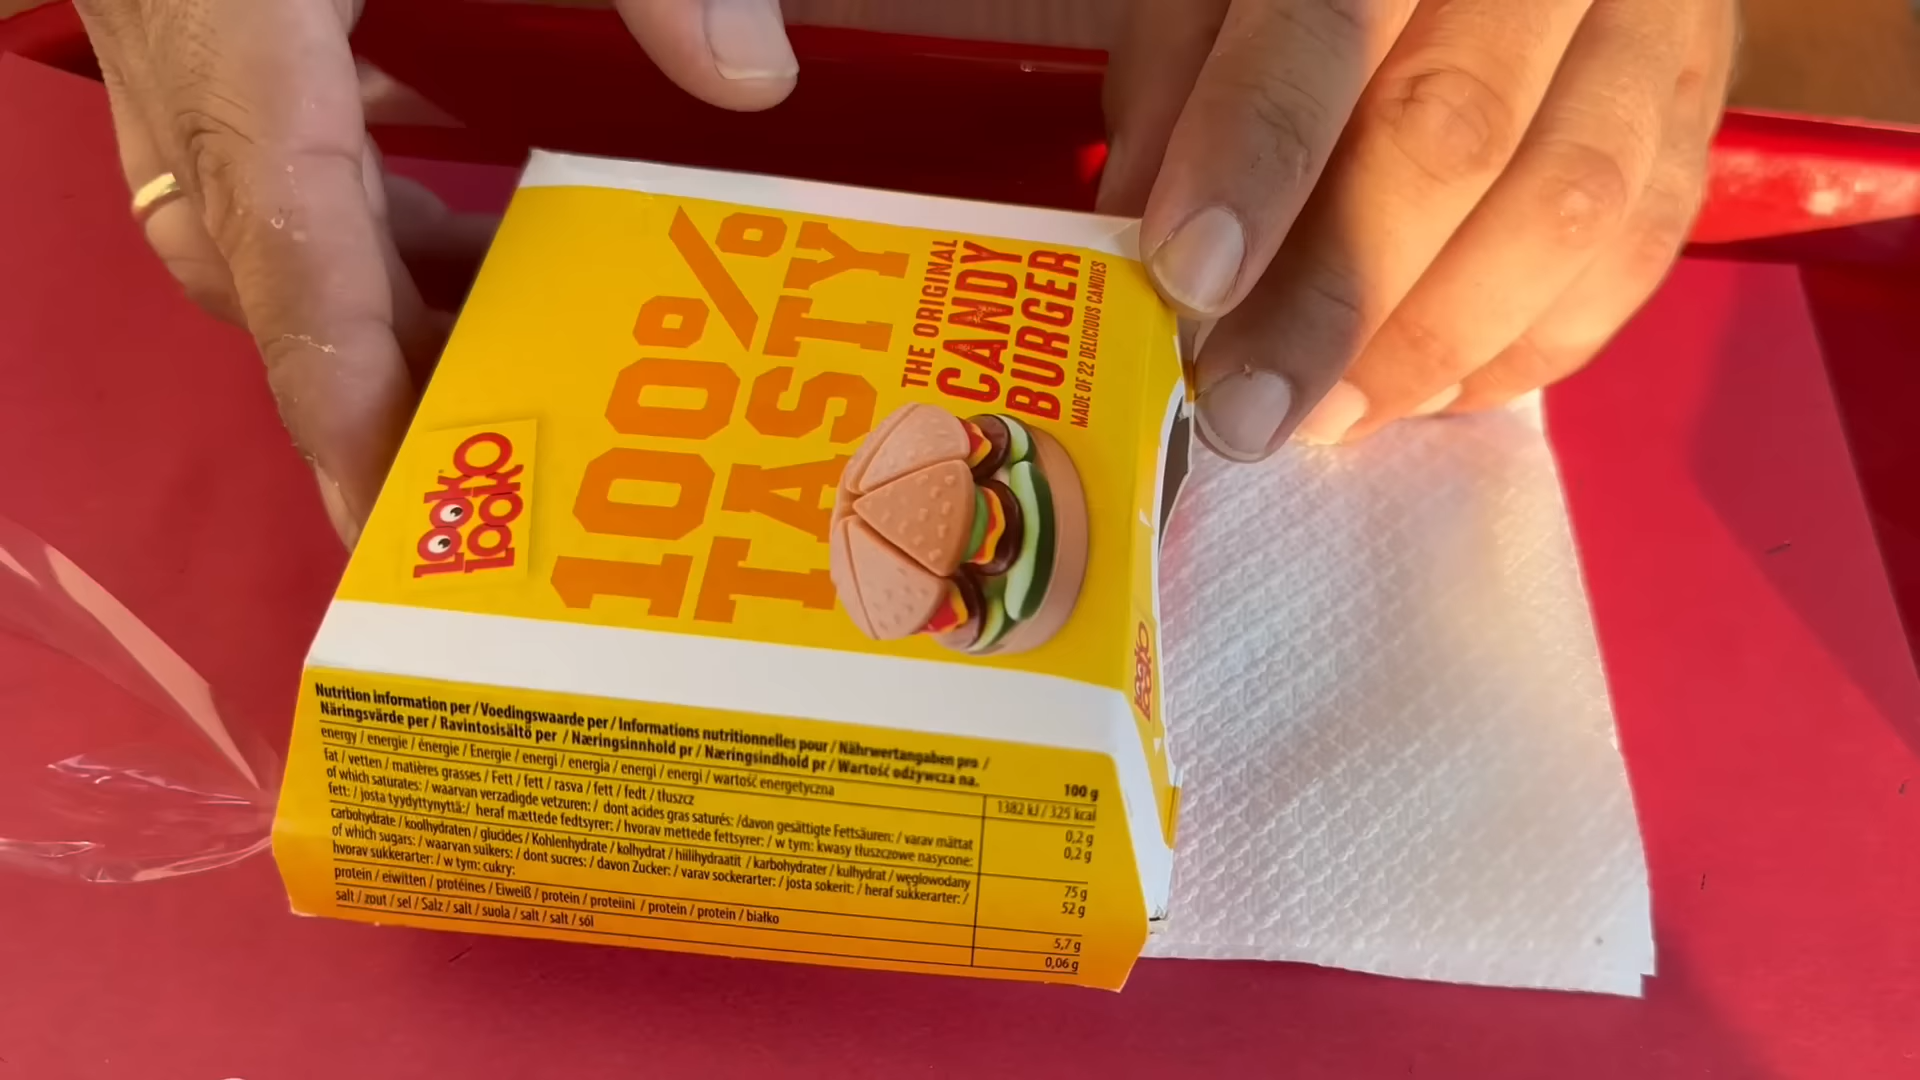 look
look
100%
TASTY
THE ORIGINAL
CANDY
BURGER
MADE OF 22 DELICIOUS CANDIES
look
look
Nutrition information per / Voedingswaarde per / Informations nutritionnelles pour / Nährwertangaben pro /
Näringsvärde per / Ravintosisältö per / Næringsinnhold pr / Næringsindhold pr / Wartość odżywcza na.
100 g
energy / energie / énergie / Energie / energi / energia / energi / energi / wartość energetyczna
1382 kJ / 325 kcal
fat / vetten / matières grasses / Fett / fett / rasva / fett / fedt / tłuszcz
0,2 g
of which saturates: / waarvan verzadigde vetzuren: / dont acides gras saturés: /davon gesättigte Fettsäuren: / varav mättat
fett: / josta tyydyttynyttä:/ heraf mættede fedtsyrer: / hvorav mettede fettsyrer: / w tym: kwasy tłuszczowe nasycone:
0,2 g
carbohydrate / koolhydraten / glucides / Kohlenhydrate / kolhydrat / hiilihydraatit / karbohydrater / kulhydrat / węglowodany
75 g
of which sugars: / waarvan suikers: / dont sucres: / davon Zucker: / varav sockerarter: / josta sokerit: / heraf sukkerarter: /
hvorav sukkerarter: / w tym: cukry:
52 g
protein / eiwitten / protéines / Eiweiß / protein / proteiini / protein / protein / białko
5,7 g
salt / zout / sel / Salz / salt / suola / salt / salt / sól
0,06 g